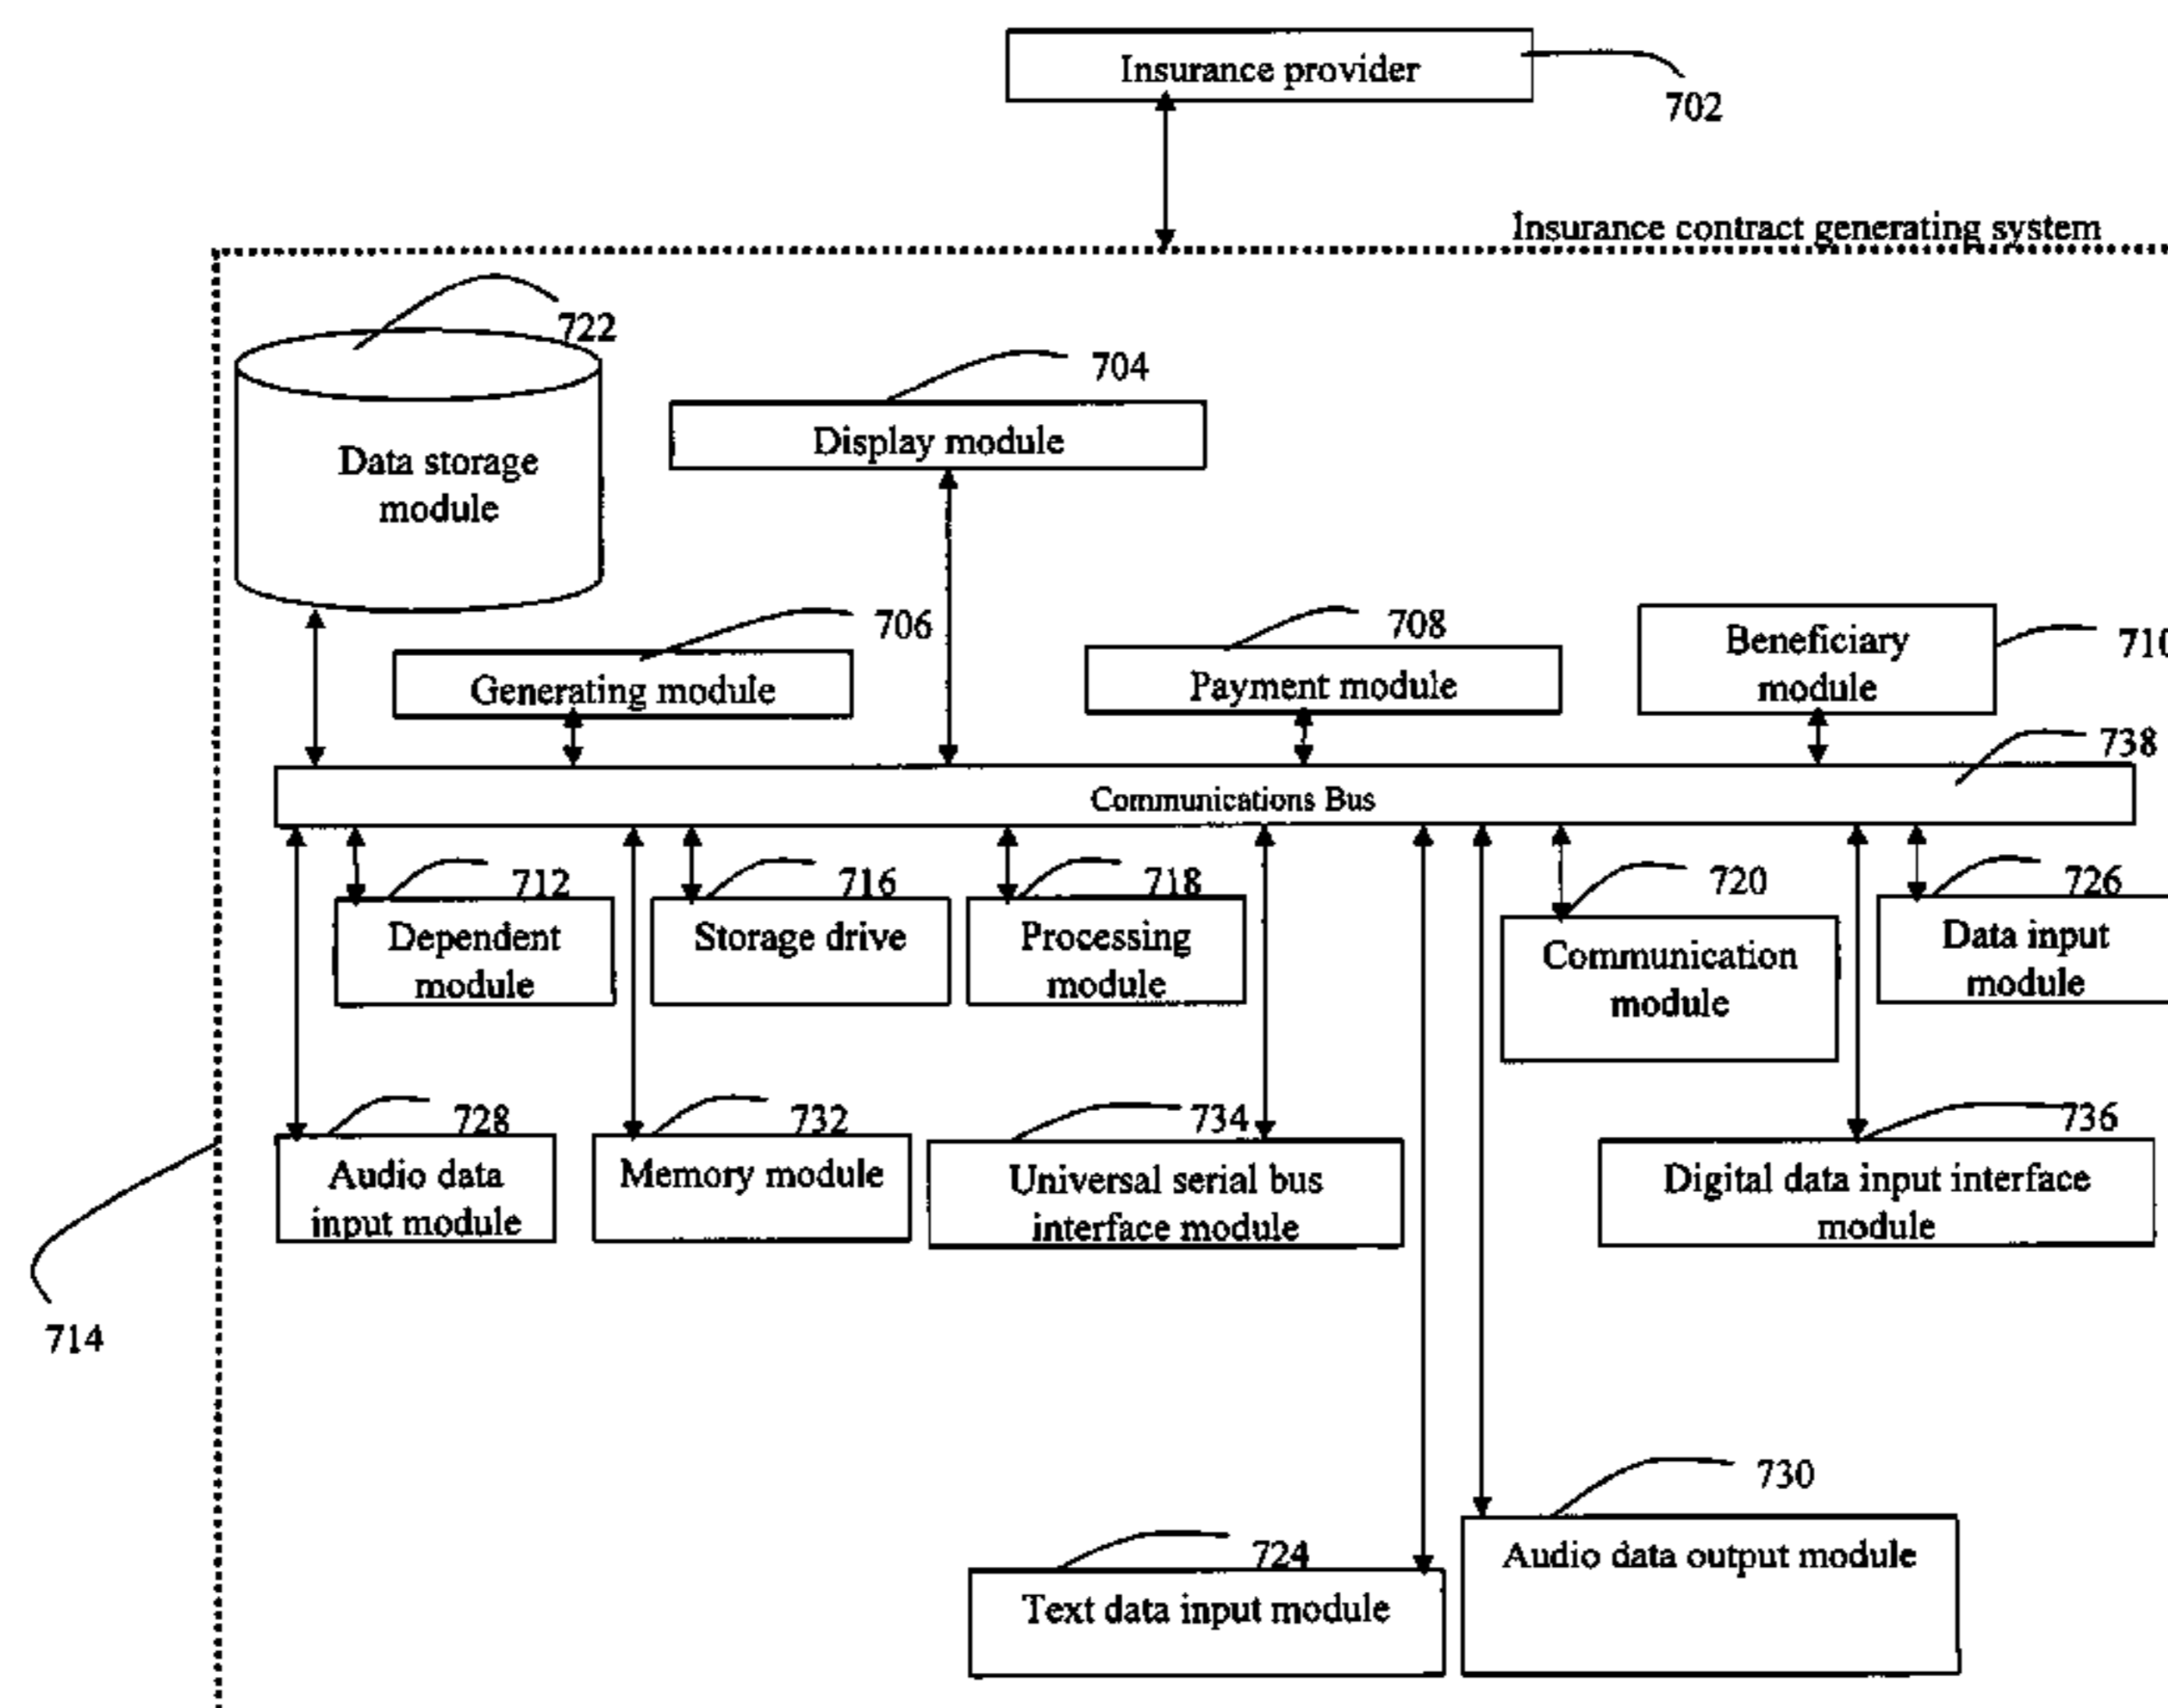 Insurance provider
702
Insurance contract generating system
722
704
Display module
Data storage
module
706
708
710
Generating module
Payment module
Beneficiary
module
738
Communications Bus
712
716
718
720
726
Dependent
module
Storage drive
Processing
module
Communication
module
Data input
module
728
732
734
736
Audio data
input module
Memory module
Universal serial bus
interface module
Digital data input interface
module
714
730
724
Audio data output module
Text data input module